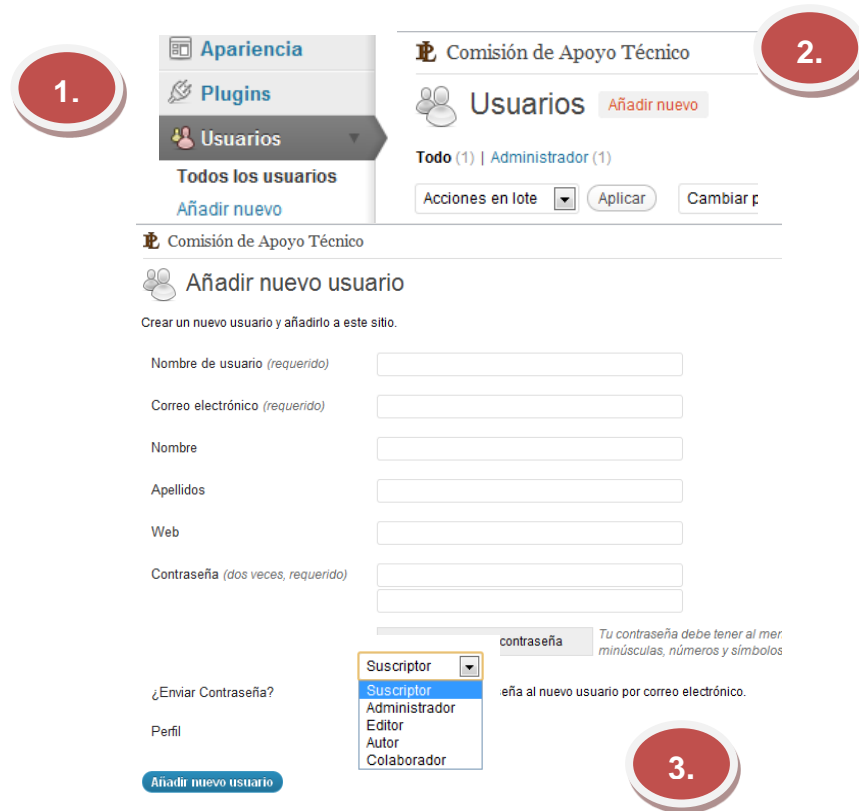 1.
Apariencia
Plugins
Usuarios
Todos los usuarios
Añadir nuevo
Comisión de Apoyo Técnico
2.
Usuarios Añadir nuevo
Todo (1) | Administrador (1)
Acciones en lote Aplicar Cambiar
Comisión de Apoyo Técnico
Añadir nuevo usuario
Crear un nuevo usuario y añadirlo a este sitio.
Nombre de usuario (requerido)
Correo electrónico (requerido)
Nombre
Apellidos
Web
Contraseña (dos veces, requerido)
contraseña Tu contraseña debe tener al
minúsculas, números y símbolos
Suscriptor
¿Enviar Contraseña? al nuevo usuario por correo electrónico.
Suscriptor
Administrador
Editor
Autor
Colaborador
Perfil
Añadir nuevo usuario
3.